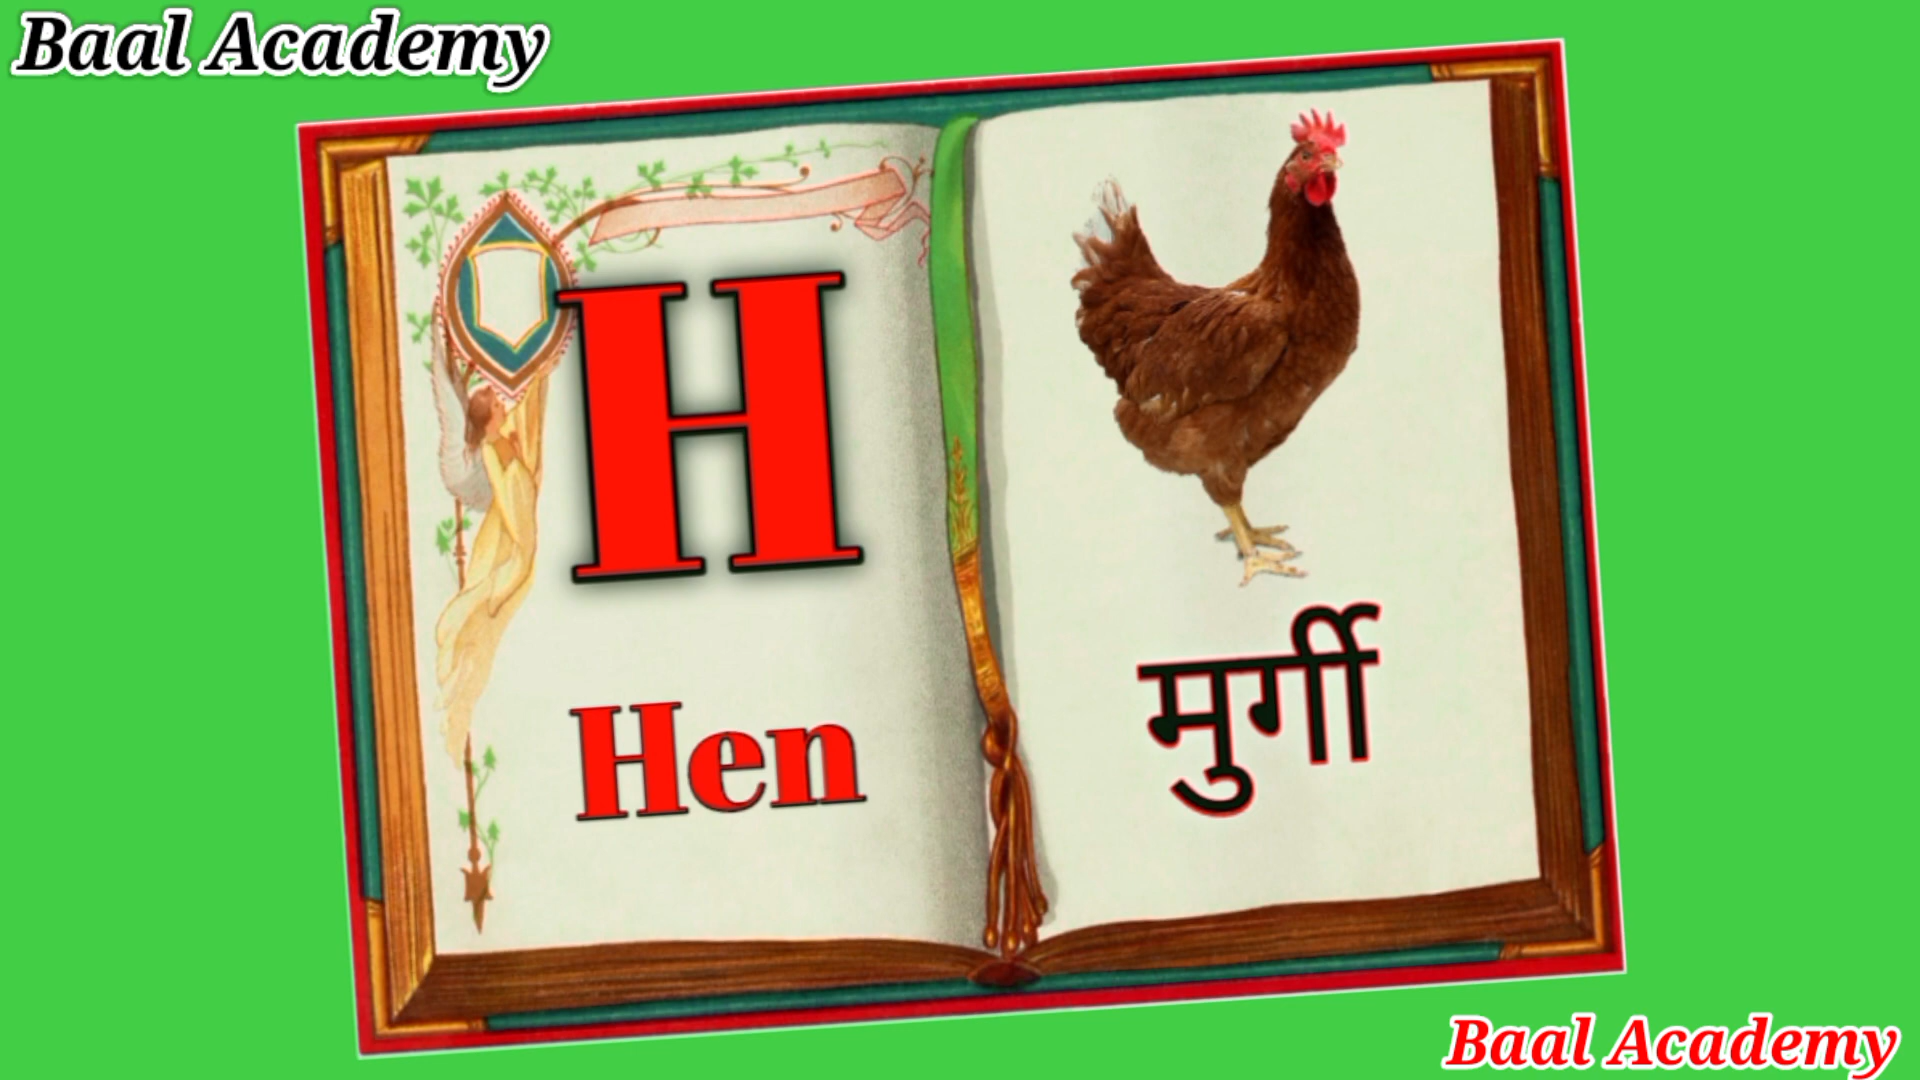 Baal Academy
H
Hen
मुर्गी
Baal Academy